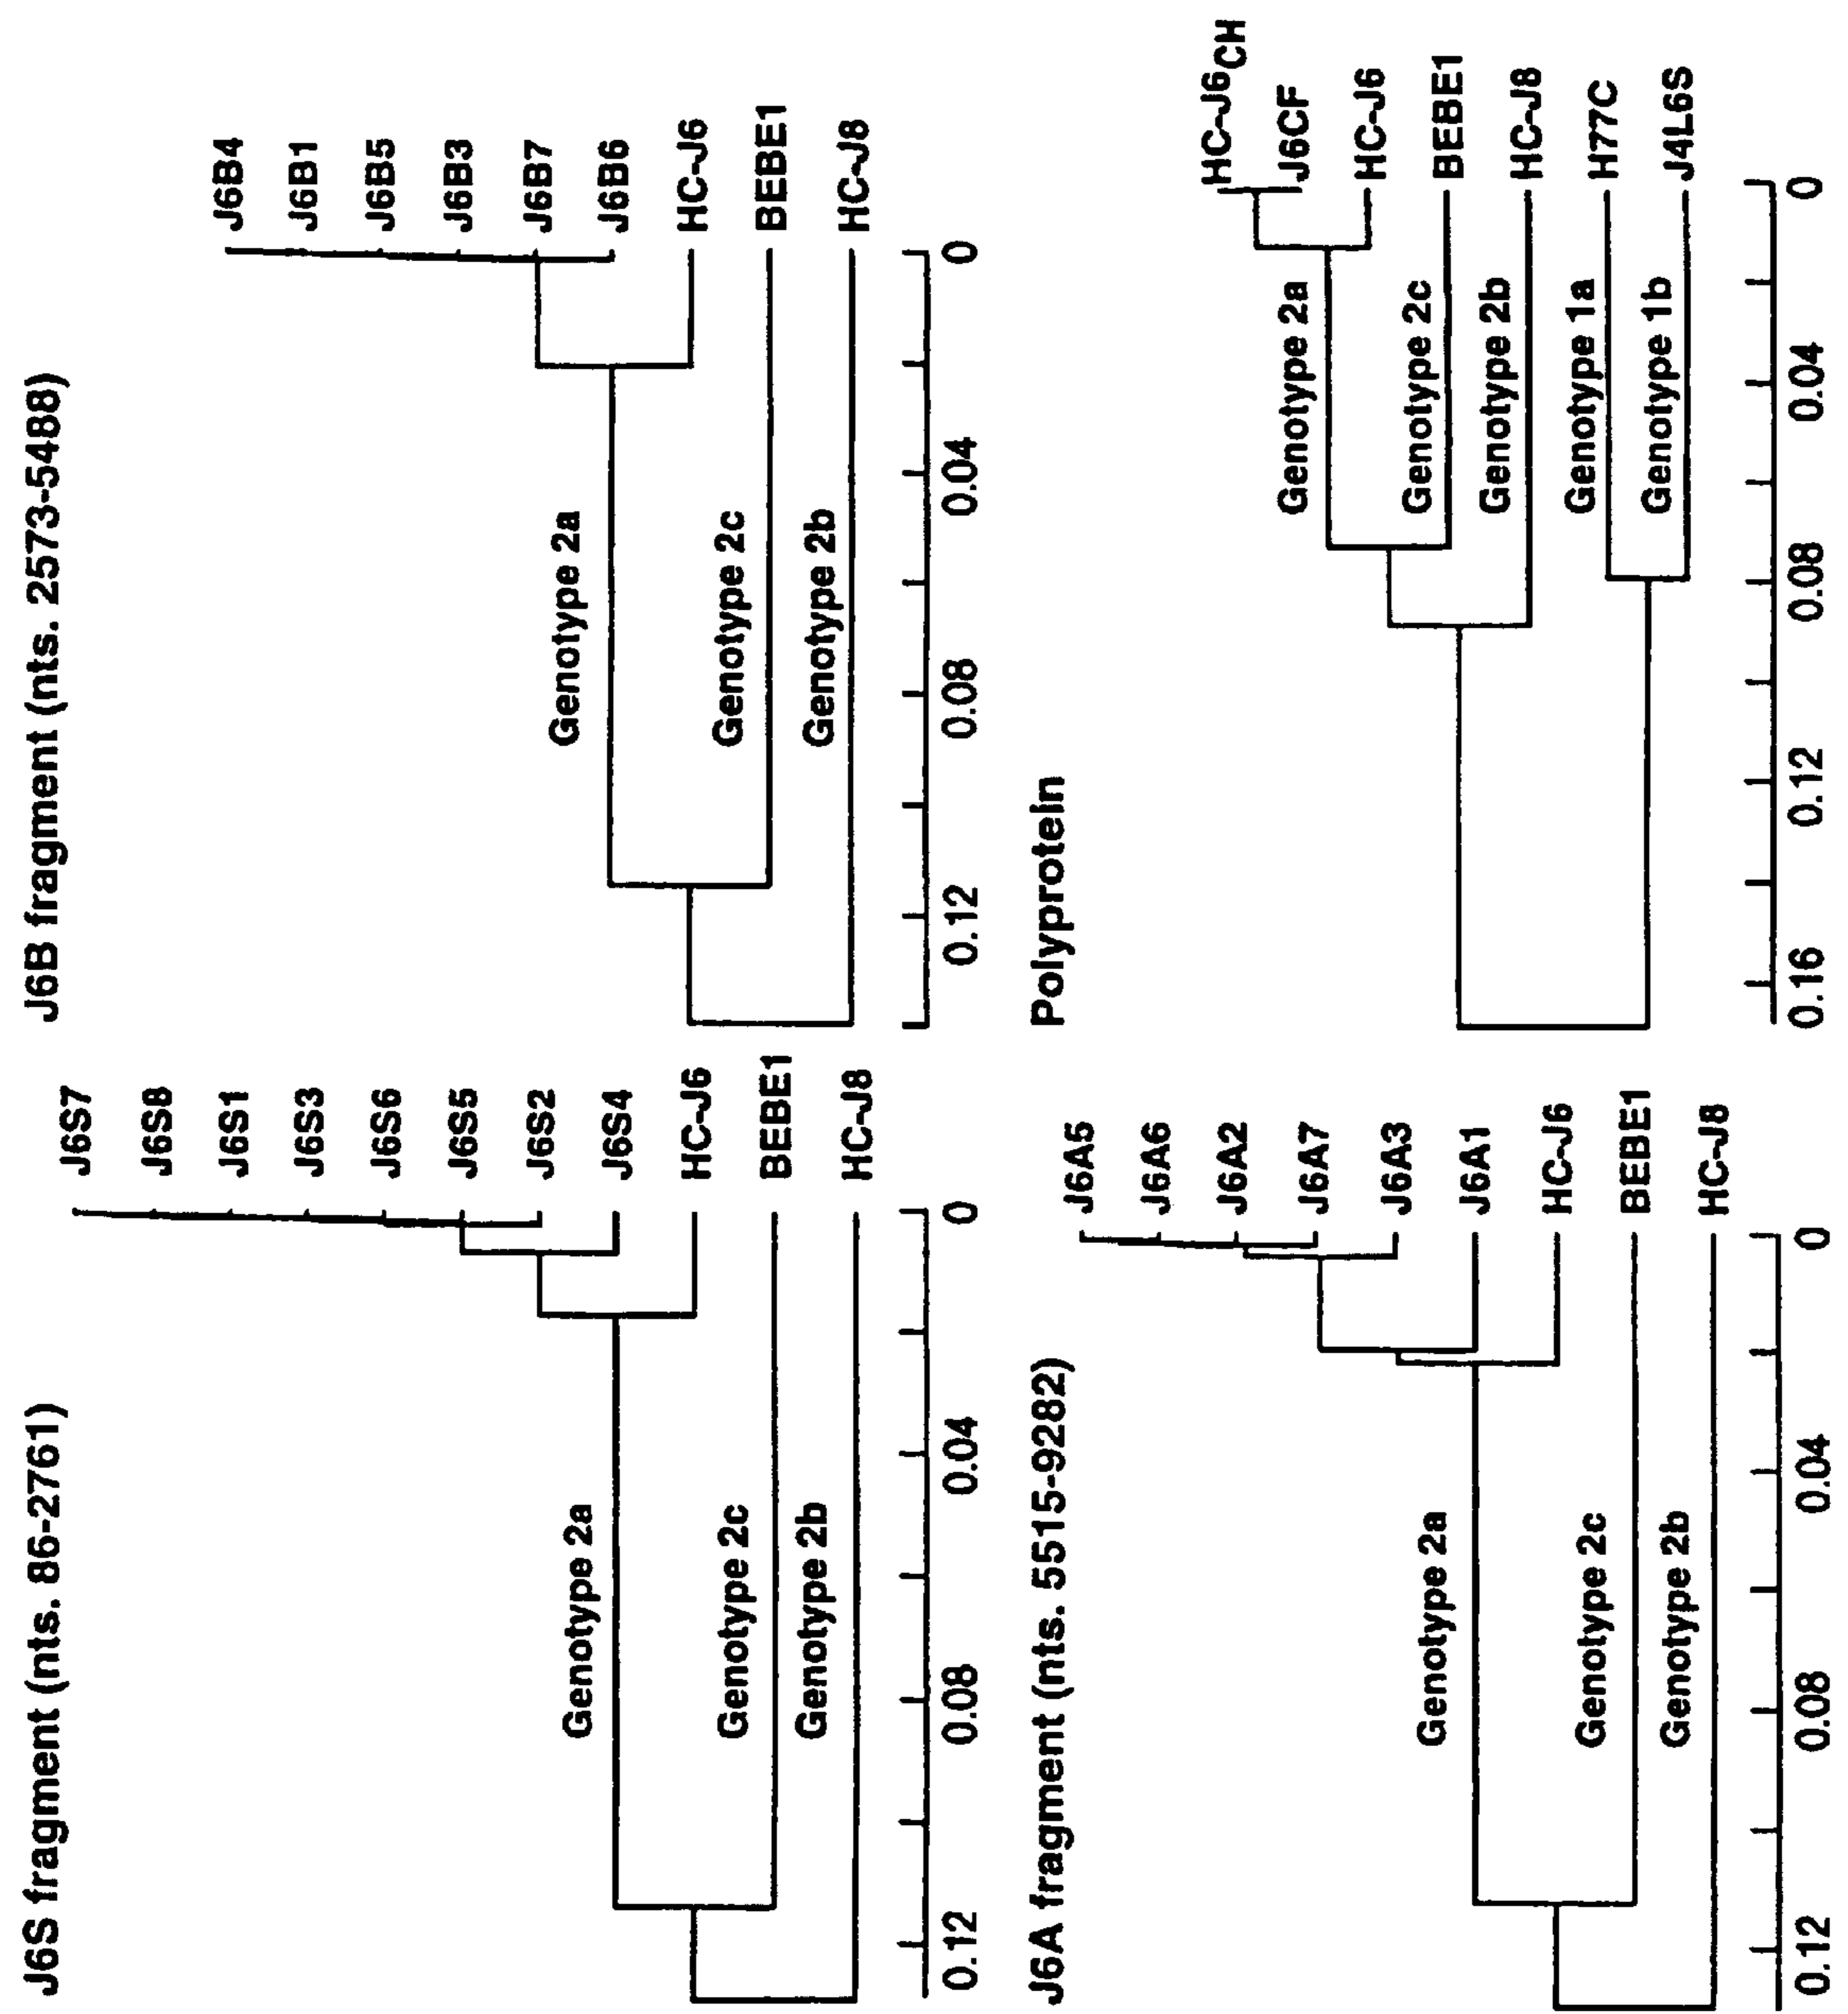 J6S fragment (nts. 86-2761)
J6S7
J6S8
J6S1
J6S3
J6S6
J6S5
J6S2
J6S4
HC-J6
BEBE1
HC-J8
Genotype 2a
Genotype 2c
Genotype 2b
0.12
0.08
0.04
0
J6B fragment (nts. 2573-5488)
J6B4
J6B1
J6B5
J6B3
J6B7
J6B6
HC-J6
BEBE1
HC-J8
Genotype 2a
Genotype 2c
Genotype 2b
0.12
0.08
0.04
0
J6A fragment (nts. 5515-9282)
J6A5
J6A6
J6A2
J6A7
J6A3
J6A1
HC-J6
BEBE1
HC-J8
Genotype 2a
Genotype 2c
Genotype 2b
0.12
0.08
0.04
0
Polyprotein
HC-J6CH
J6CF
HC-J6
BEBE1
HC-J8
H77C
J4L6S
Genotype 2a
Genotype 2c
Genotype 2b
Genotype 1a
Genotype 1b
0.16
0.12
0.08
0.04
0